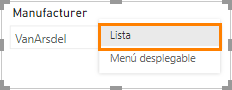 Manufacturer
VanArsdel
Lista
Menú desplegable